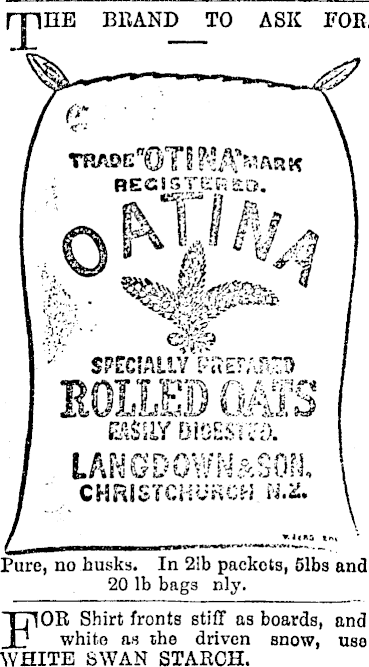 THE BRAND TO ASK FOR.
TRADE "OTINA" MARK
REGISTERED.
OATINA
SPECIALLY PREPARED
ROLLED OATS
EASILY DIGESTED.
LANGDOWN & SON,
CHRISTCHURCH N.Z.
Pure, no husks. In 2lb packets, 5lbs and
20 lb bags nly.
FOR Shirt fronts stiff as boards, and
white as the driven snow, use
WHITE SWAN STARCH.